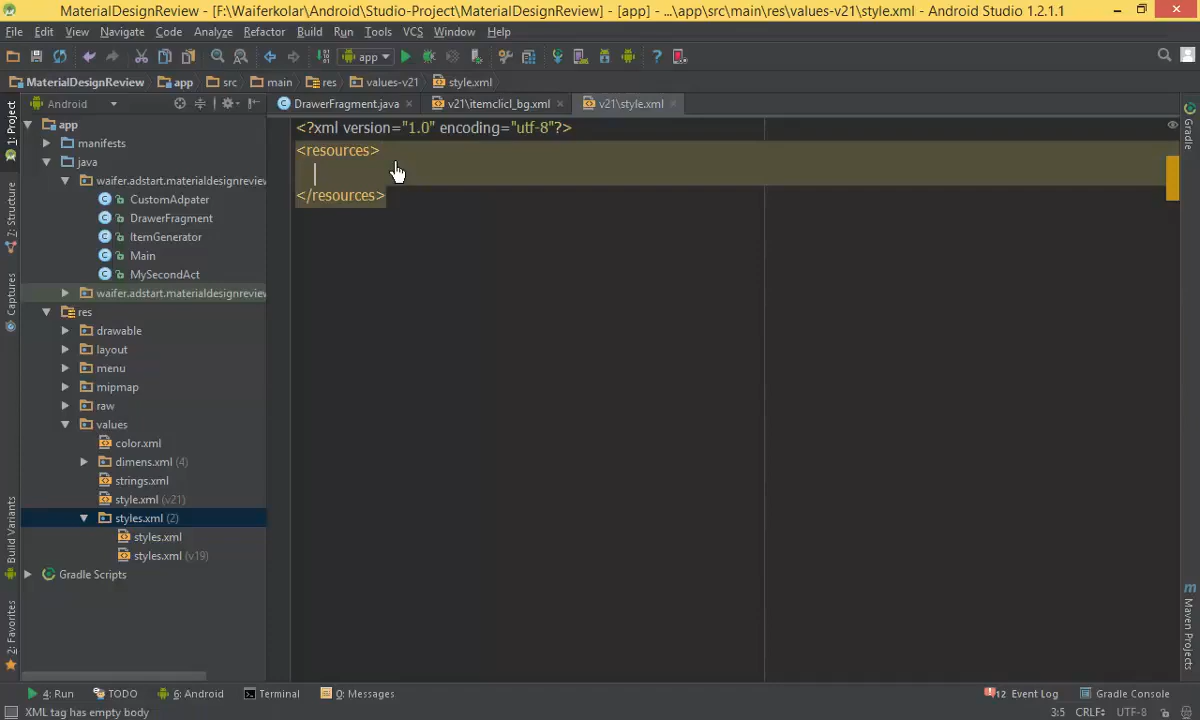 MaterialDesignReview - [F:\Waiferkolar\Android\Studio-Project\MaterialDesignReview] - [app] - ...\app\src\main\res\values-v21\style.xml - Android Studio 1.2.1.1
File Edit View Navigate Code Analyze Refactor Build Run Tools VCS Window Help
app
MaterialDesignReview app src main res values-v21 style.xml
Android
DrawerFragment.java v21\itemclicl_bg.xml v21\style.xml
1: Project
7: Structure
Captures
Build Variants
2: Favorites
app
manifests
java
waifer.adstart.materialdesignreview
CustomAdpater
DrawerFragment
ItemGenerator
Main
MySecondAct
waifer.adstart.materialdesignreview
res
drawable
layout
menu
mipmap
raw
values
color.xml
dimens.xml (4)
strings.xml
style.xml (v21)
styles.xml (2)
styles.xml
styles.xml (v19)
Gradle Scripts
<?xml version="1.0" encoding="utf-8"?>
<resources>
</resources>
Gradle
Maven Projects
4: Run TODO 6: Android Terminal 0: Messages 12 Event Log Gradle Console
XML tag has empty body 3:5 CRLF UTF-8